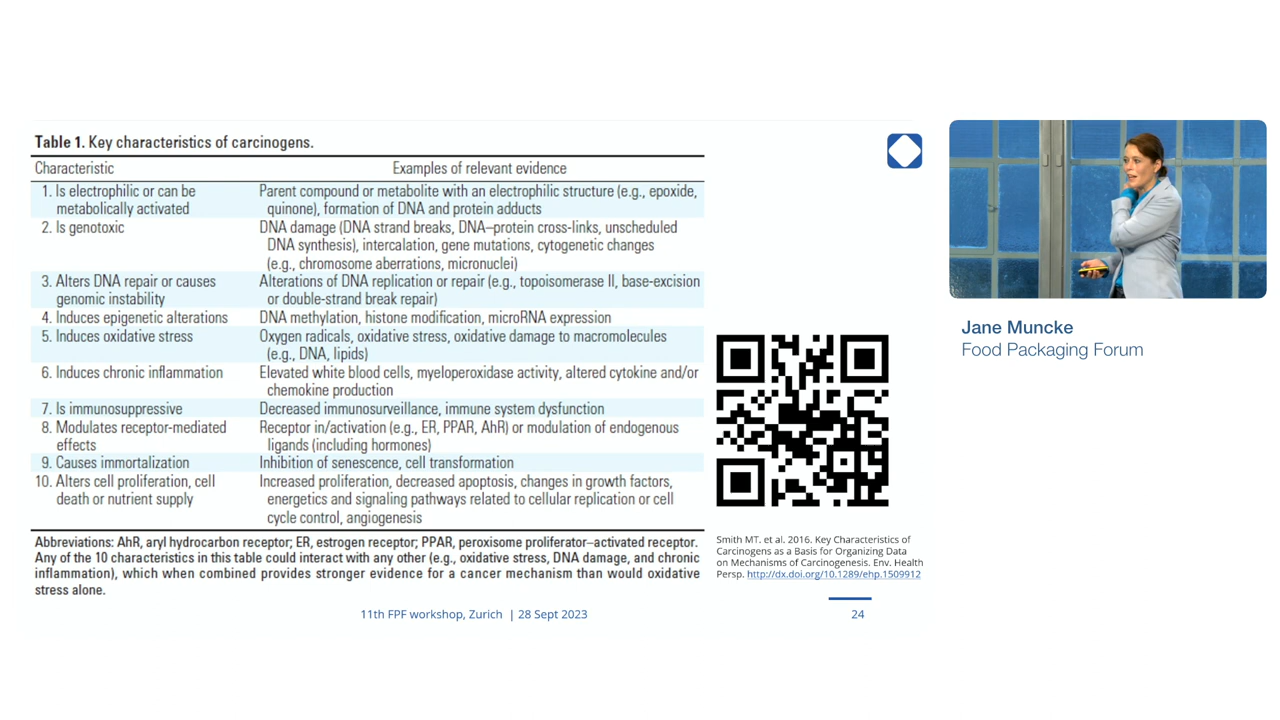 Table 1. Key characteristics of carcinogens.
Characteristic Examples of relevant evidence
1. Is electrophilic or can be metabolically activated
Parent compound or metabolite with an electrophilic structure (e.g., epoxide,
quinone), formation of DNA and protein adducts
2. Is genotoxic
DNA damage (DNA strand breaks, DNA–protein cross-links, unscheduled
DNA synthesis), intercalation, gene mutations, cytogenetic changes
(e.g., chromosome aberrations, micronuclei)
3. Alters DNA repair or causes
genomic instability
Alterations of DNA replication or repair (e.g., topoisomerase II, base-excision
or double-strand break repair)
4. Induces epigenetic alterations
DNA methylation, histone modification, microRNA expression
5. Induces oxidative stress
Oxygen radicals, oxidative stress, oxidative damage to macromolecules
(e.g., DNA, lipids)
6. Induces chronic inflammation
Elevated white blood cells, myeloperoxidase activity, altered cytokine and/or
chemokine production
7. Is immunosuppressive
Decreased immunosurveillance, immune system dysfunction
8. Modulates receptor-mediated
effects
Receptor in/activation (e.g., ER, PPAR, AhR) or modulation of endogenous
ligands (including hormones)
9. Causes immortalization
Inhibition of senescence, cell transformation
10. Alters cell proliferation, cell
death or nutrient supply
Increased proliferation, decreased apoptosis, changes in growth factors,
energetics and signaling pathways related to cellular replication or cell
cycle control, angiogenesis
Abbreviations: AhR, aryl hydrocarbon receptor; ER, estrogen receptor; PPAR, peroxisome proliferator–activated receptor.
Any of the 10 characteristics in this table could interact with any other (e.g., oxidative stress, DNA damage, and chronic
inflammation), which when combined provides stronger evidence for a cancer mechanism than would oxidative
stress alone.
Smith MT. et al. 2016. Key Characteristics of
Carcinogens as a Basis for Organizing Data
on Mechanisms of Carcinogenesis. Env. Health
Persp. http://dx.doi.org/10.1289/ehp.1509912
11th FPF workshop, Zurich | 28 Sept 2023
24
Jane Muncke
Food Packaging Forum